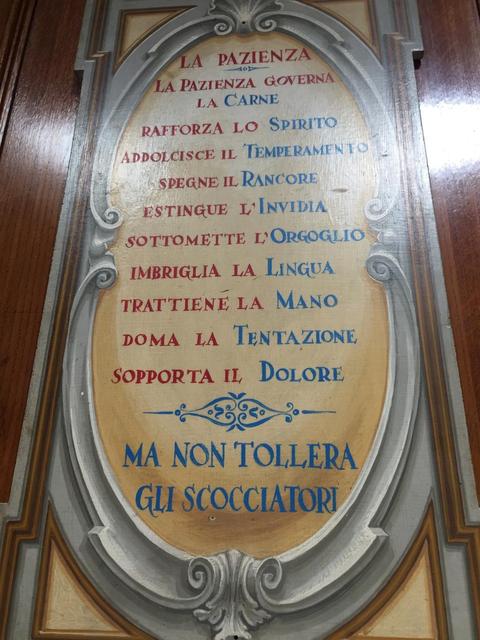 LA PAZIENZA
LA PAZIENZA GOVERNA
LA CARNE
RAFFORZA LO SPIRITO
ADDOLCISCE IL TEMPERAMENTO
SPEGNE IL RANCORE
ESTINGUE L'INVIDIA
SOTTOMETTE L'ORGOGLIO
IMBRIGLIA LA LINGUA
TRATTIENE LA MANO
DOMA LA TENTAZIONE
SOPPORTA IL DOLORE
MA NON TOLLERA
GLI SCOCCIATORI